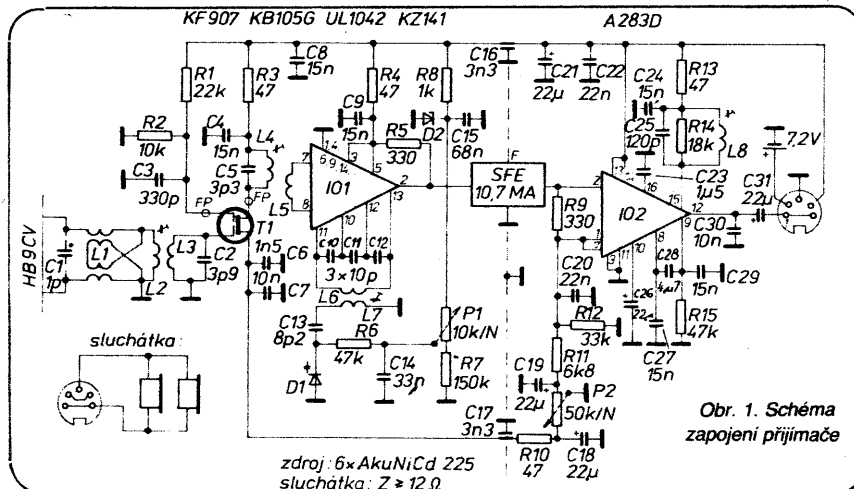 KF907 KB105G UL1042 KZ141
A283D
R1
22k
R3
47
C8
15n
R4
47
R8
1k
C16
3n3
C21
22µ
C22
22n
C24
15n
R13
47
R2
10k
C4
15n
L4
C9
15n
R5
330
D2
C15
68n
C25
120p
R14
18k
L8
7,2V
C3
330p
C5
3p3
FP
FP
T1
L5
IO1
SFE
10,7 MA
F
C23
1µ5
C31
22µ
IO2
R9
330
C30
10n
HB9CV
C1
1p
L1
L2
L3
C2
3p9
1n5
C6
10n
C7
C10
C11
C12
3×10p
L6
L7
C13
8p2
R6
47k
P1
10k/N
C20
22n
C28
4µ7
C29
15n
C26
22µ
R12
33k
R15
47k
D1
C14
33n
R7
150k
C19
22µ
R11
6k8
C27
15n
P2
50k/N
sluchátka:
C17
3n3
R10
47
C18
22µ
zdroj: 6×AkuNiCd 225
sluchátka: Z ≥ 12 Ω
Obr. 1. Schéma
zapojení přijímače